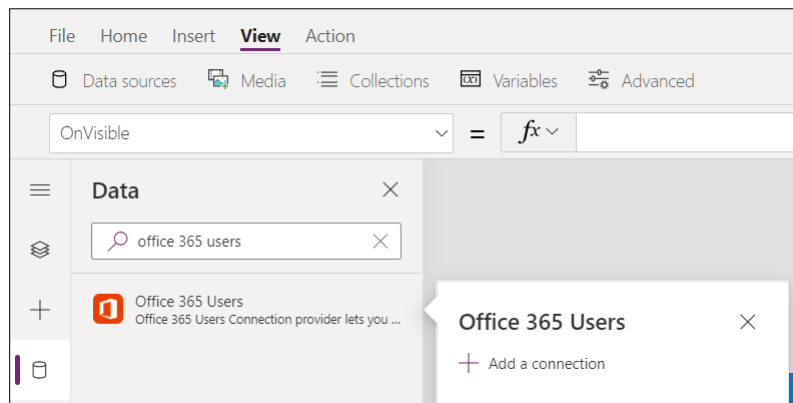 File Home Insert View Action
Data sources Media Collections (x) Variables Advanced
OnVisible = fx
Data
office 365 users
Office 365 Users
Office 365 Users Connection provider lets you ...
Office 365 Users
Add a connection